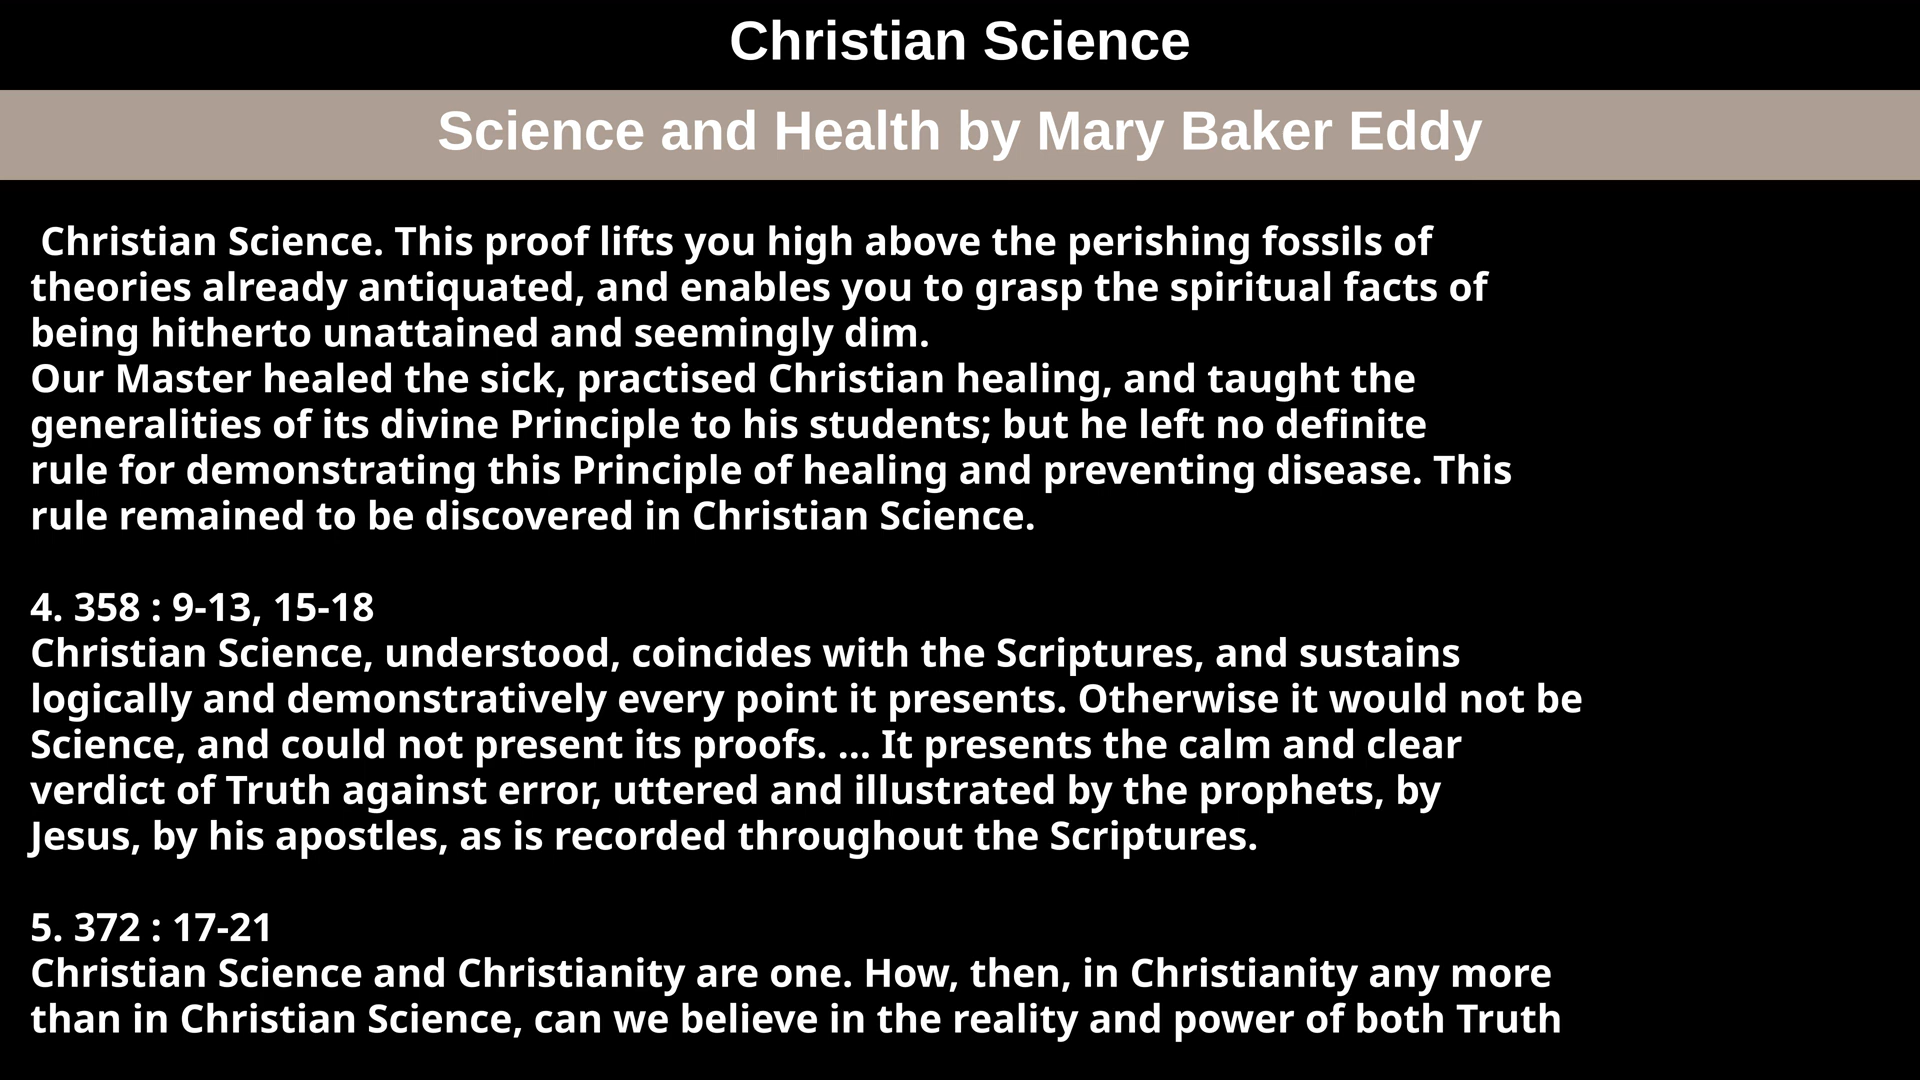 Christian Science
Science and Health by Mary Baker Eddy
Christian Science. This proof lifts you high above the perishing fossils of
theories already antiquated, and enables you to grasp the spiritual facts of
being hitherto unattained and seemingly dim.
Our Master healed the sick, practised Christian healing, and taught the
generalities of its divine Principle to his students; but he left no definite
rule for demonstrating this Principle of healing and preventing disease. This
rule remained to be discovered in Christian Science.
4. 358 : 9-13, 15-18
Christian Science, understood, coincides with the Scriptures, and sustains
logically and demonstratively every point it presents. Otherwise it would not be
Science, and could not present its proofs. ... It presents the calm and clear
verdict of Truth against error, uttered and illustrated by the prophets, by
Jesus, by his apostles, as is recorded throughout the Scriptures.
5. 372 : 17-21
Christian Science and Christianity are one. How, then, in Christianity any more
than in Christian Science, can we believe in the reality and power of both Truth